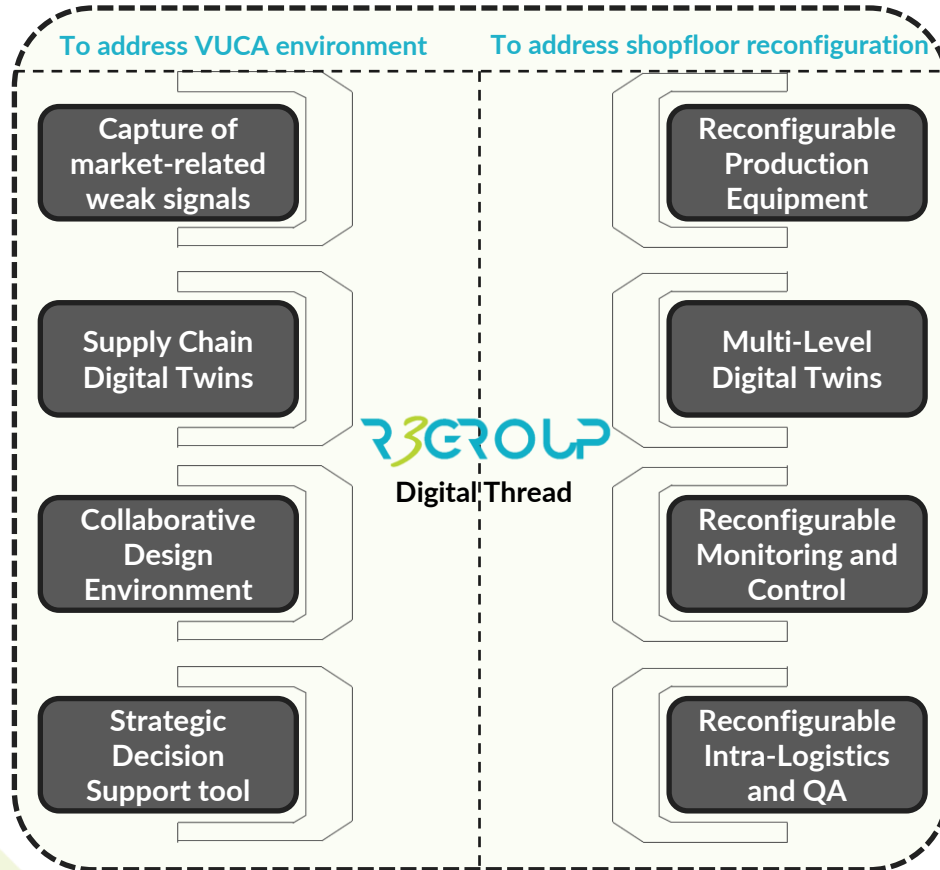 To address VUCA environment
To address shopfloor reconfiguration
Capture of
market-related
weak signals
Reconfigurable
Production
Equipment
Supply Chain
Digital Twins
Multi-Level
Digital Twins
R3GROUP
Digital Thread
Collaborative
Design
Environment
Reconfigurable
Monitoring and
Control
Strategic
Decision
Support tool
Reconfigurable
Intra-Logistics
and QA